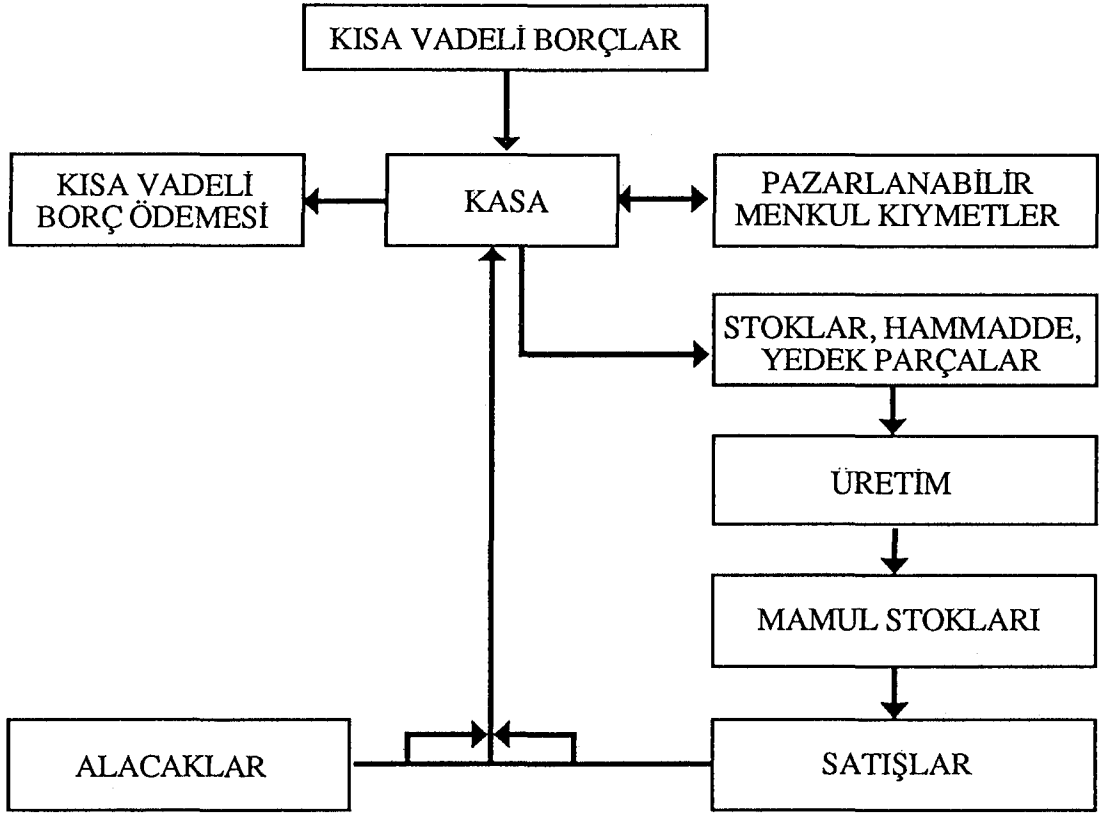 KISA VADELİ BORÇLAR
KISA VADELİ
BORÇ ÖDEMESİ
KASA
PAZARLANABİLİR
MENKUL KIYMETLER
STOKLAR, HAMMADDE,
YEDEK PARÇALAR
ÜRETİM
MAMUL STOKLARI
ALACAKLAR
SATIŞLAR